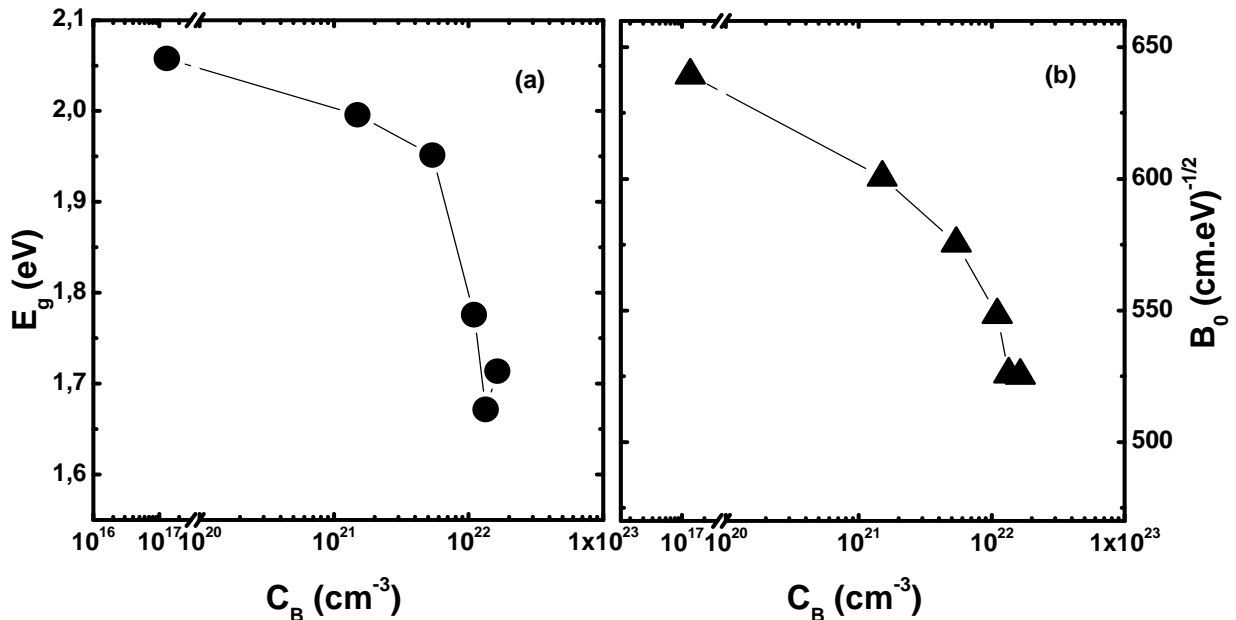 2,1
2,0
1,9
1,8
1,7
1,6
E_g (eV)
(a)
10^16 10^17 10^20 10^21 10^22 1x10^23
C_B (cm^-3)
(b)
650
600
550
500
B_0 (cm.eV)^-1/2
10^17 10^20 10^21 10^22 1x10^23
C_B (cm^-3)